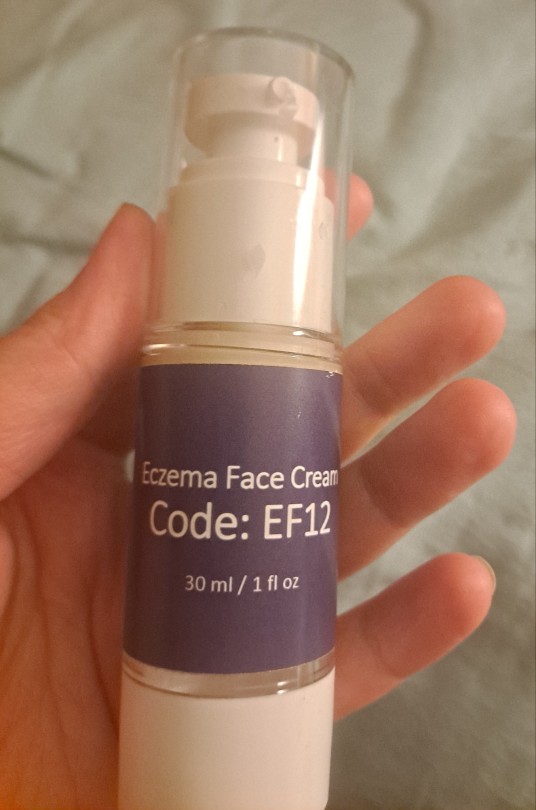 Eczema Face Cream
Code: EF12
30 ml / 1 fl oz